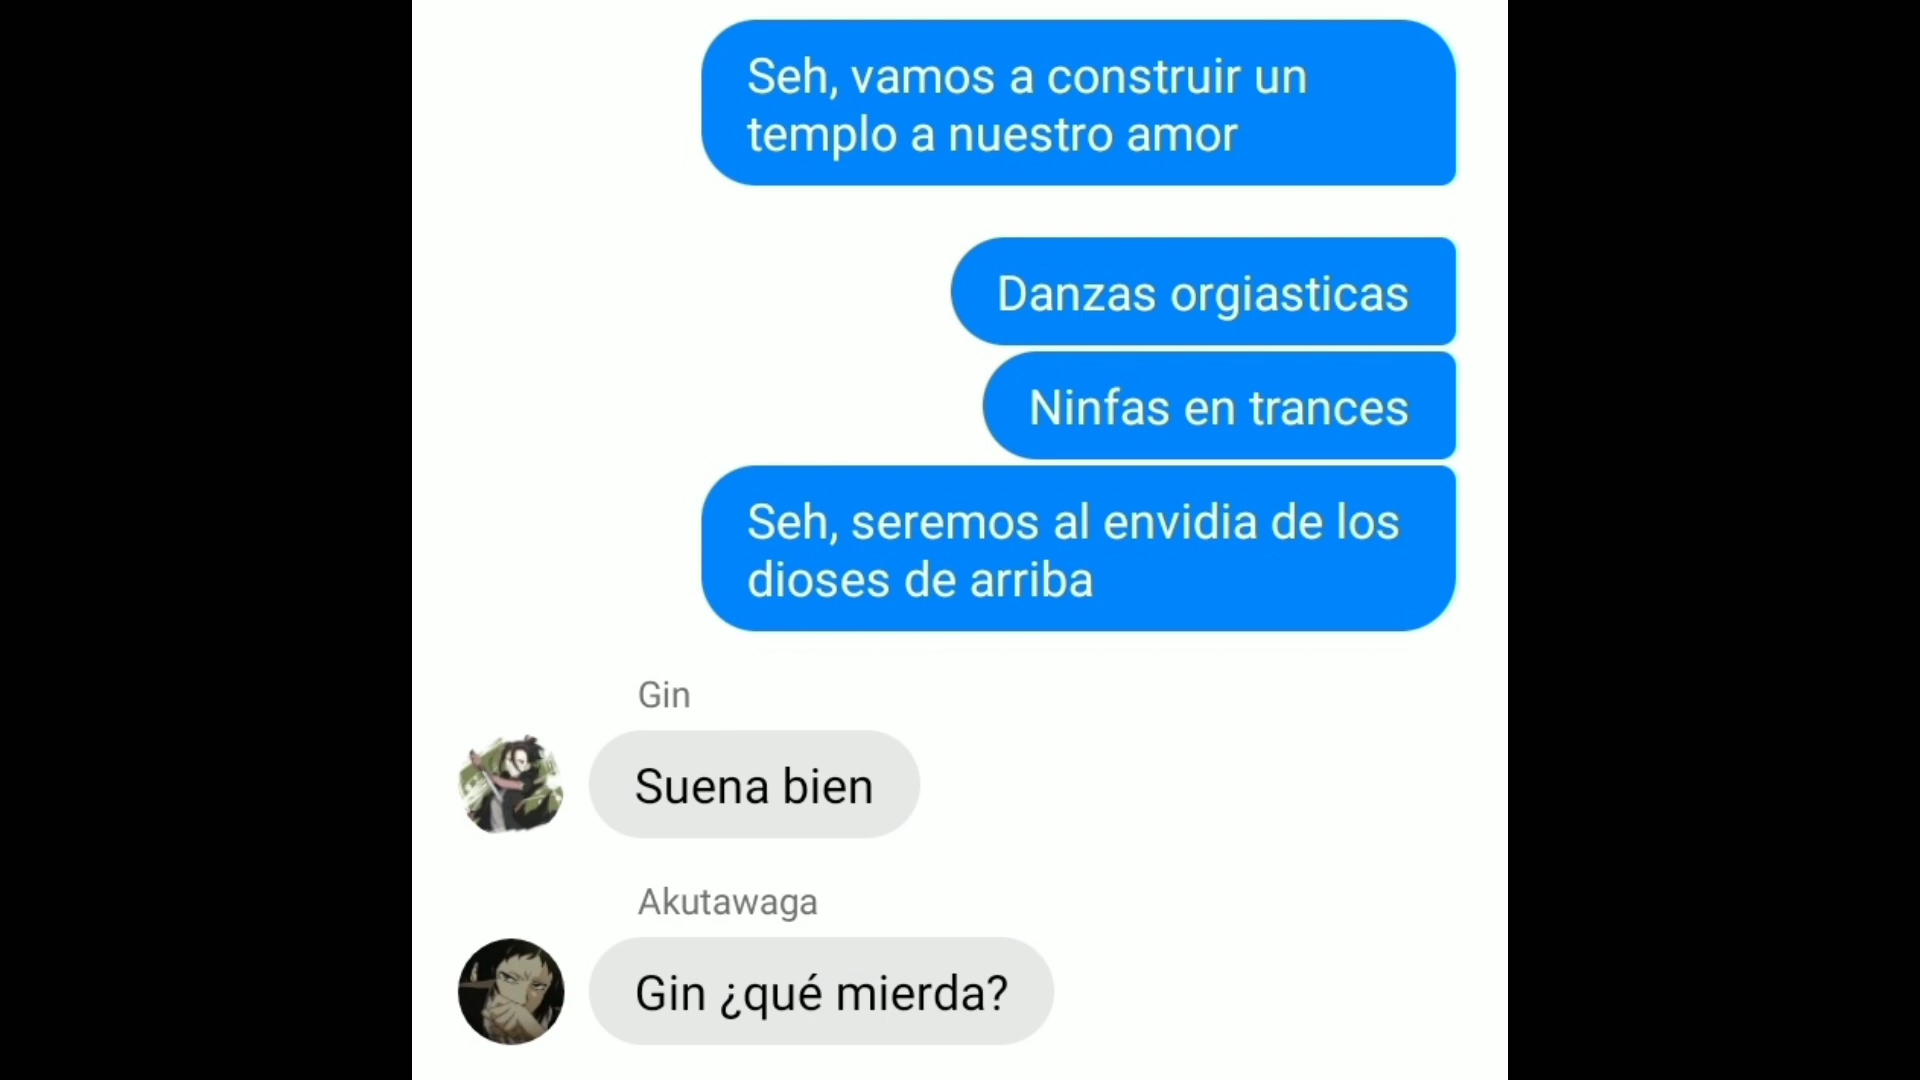 Seh, vamos a construir un
templo a nuestro amor
Danzas orgiasticas
Ninfas en trances
Seh, seremos al envidia de los
dioses de arriba
Gin
Suena bien
Akutawaga
Gin ¿qué mierda?